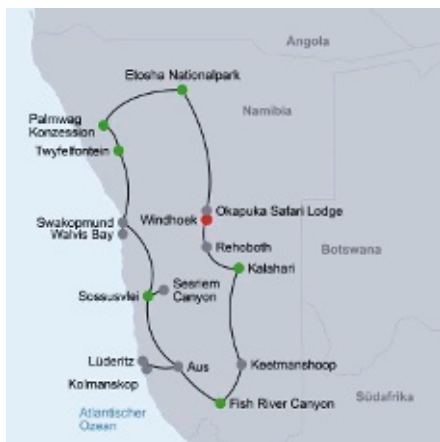 Angola
Etosha Nationalpark
Namibia
Palmwag
Konzession
Twyfelfontein
Okapuka Safari Lodge
Windhoek
Swakopmund
Walvis Bay
Rehoboth
Botswana
Kalahari
Sesriem
Canyon
Sossusvlei
Lüderitz
Aus
Keetmanshoop
Kolmanskop
Fish River Canyon
Südafrika
Atlantischer
Ozean